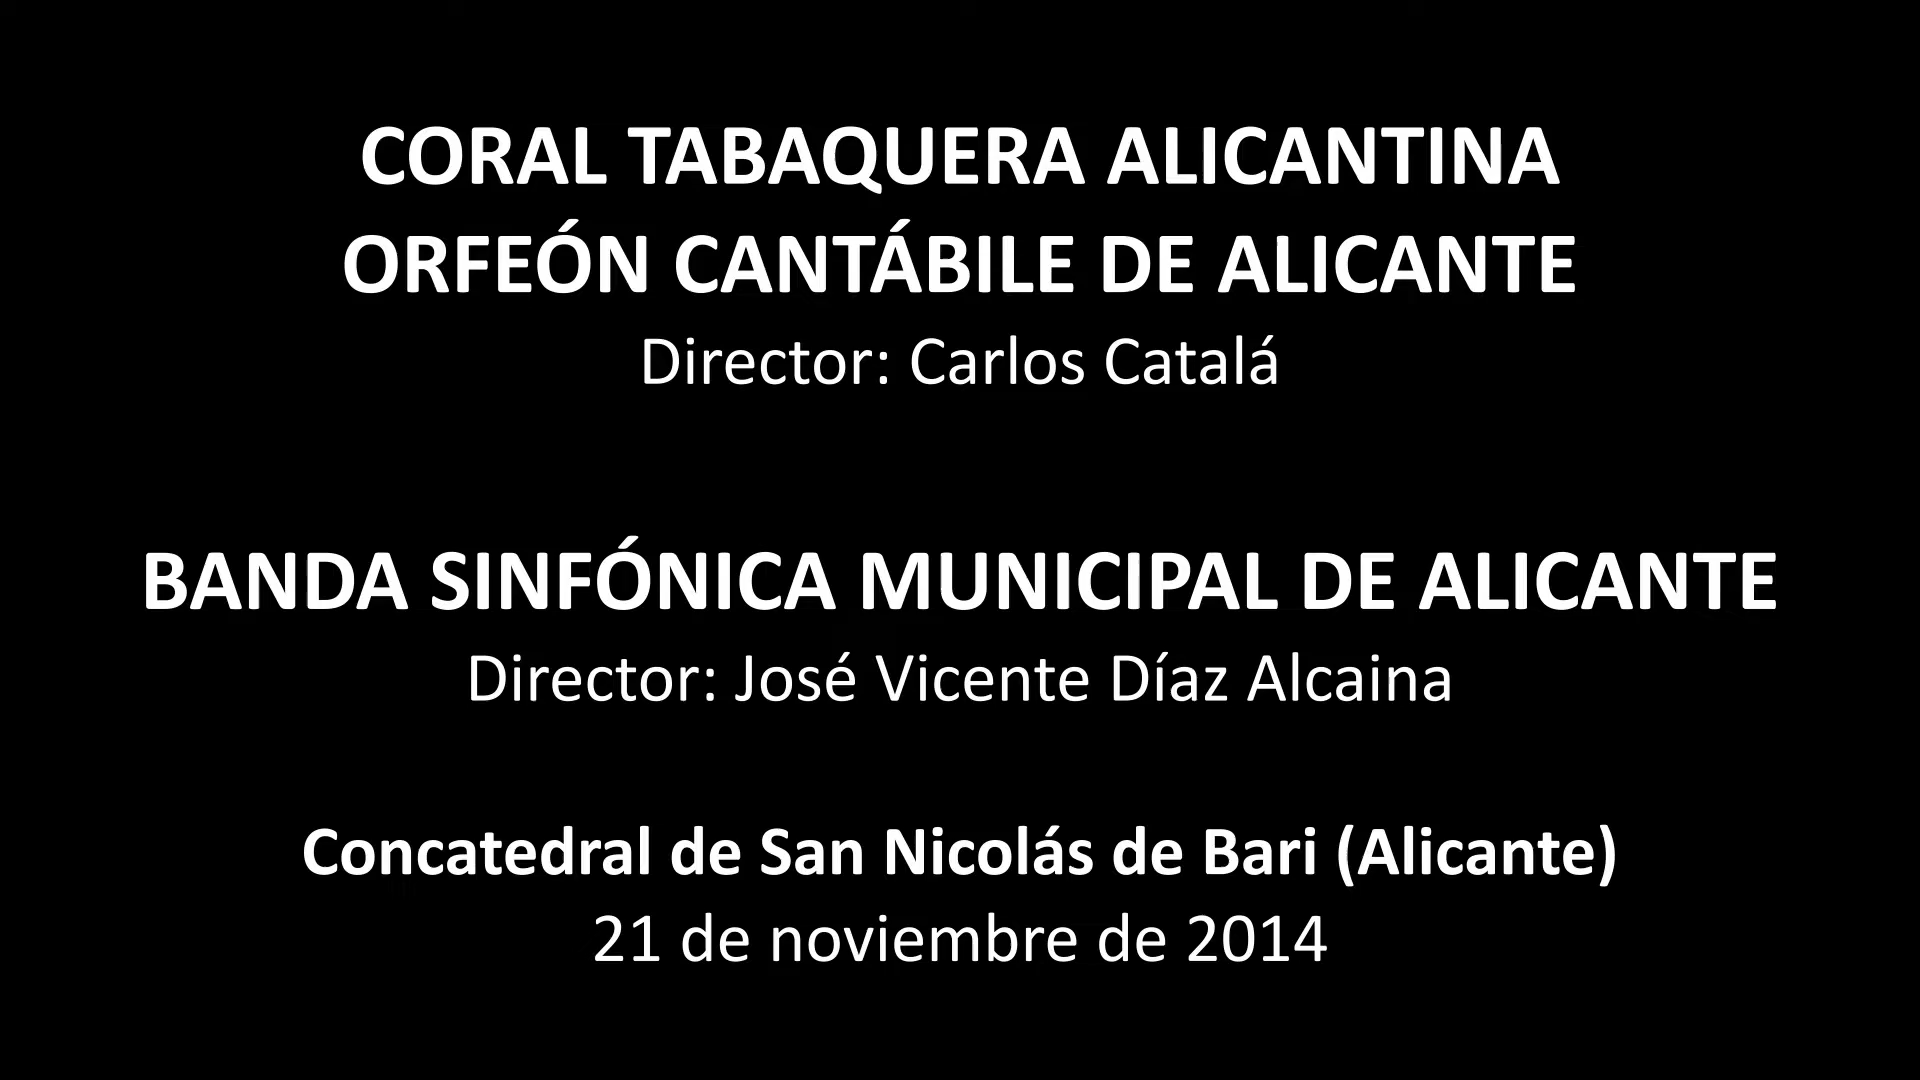 CORAL TABAQUERA ALICANTINA
ORFEÓN CANTÁBILE DE ALICANTE
Director: Carlos Catalá
BANDA SINFÓNICA MUNICIPAL DE ALICANTE
Director: José Vicente Díaz Alcaina
Concatedral de San Nicolás de Bari (Alicante)
21 de noviembre de 2014